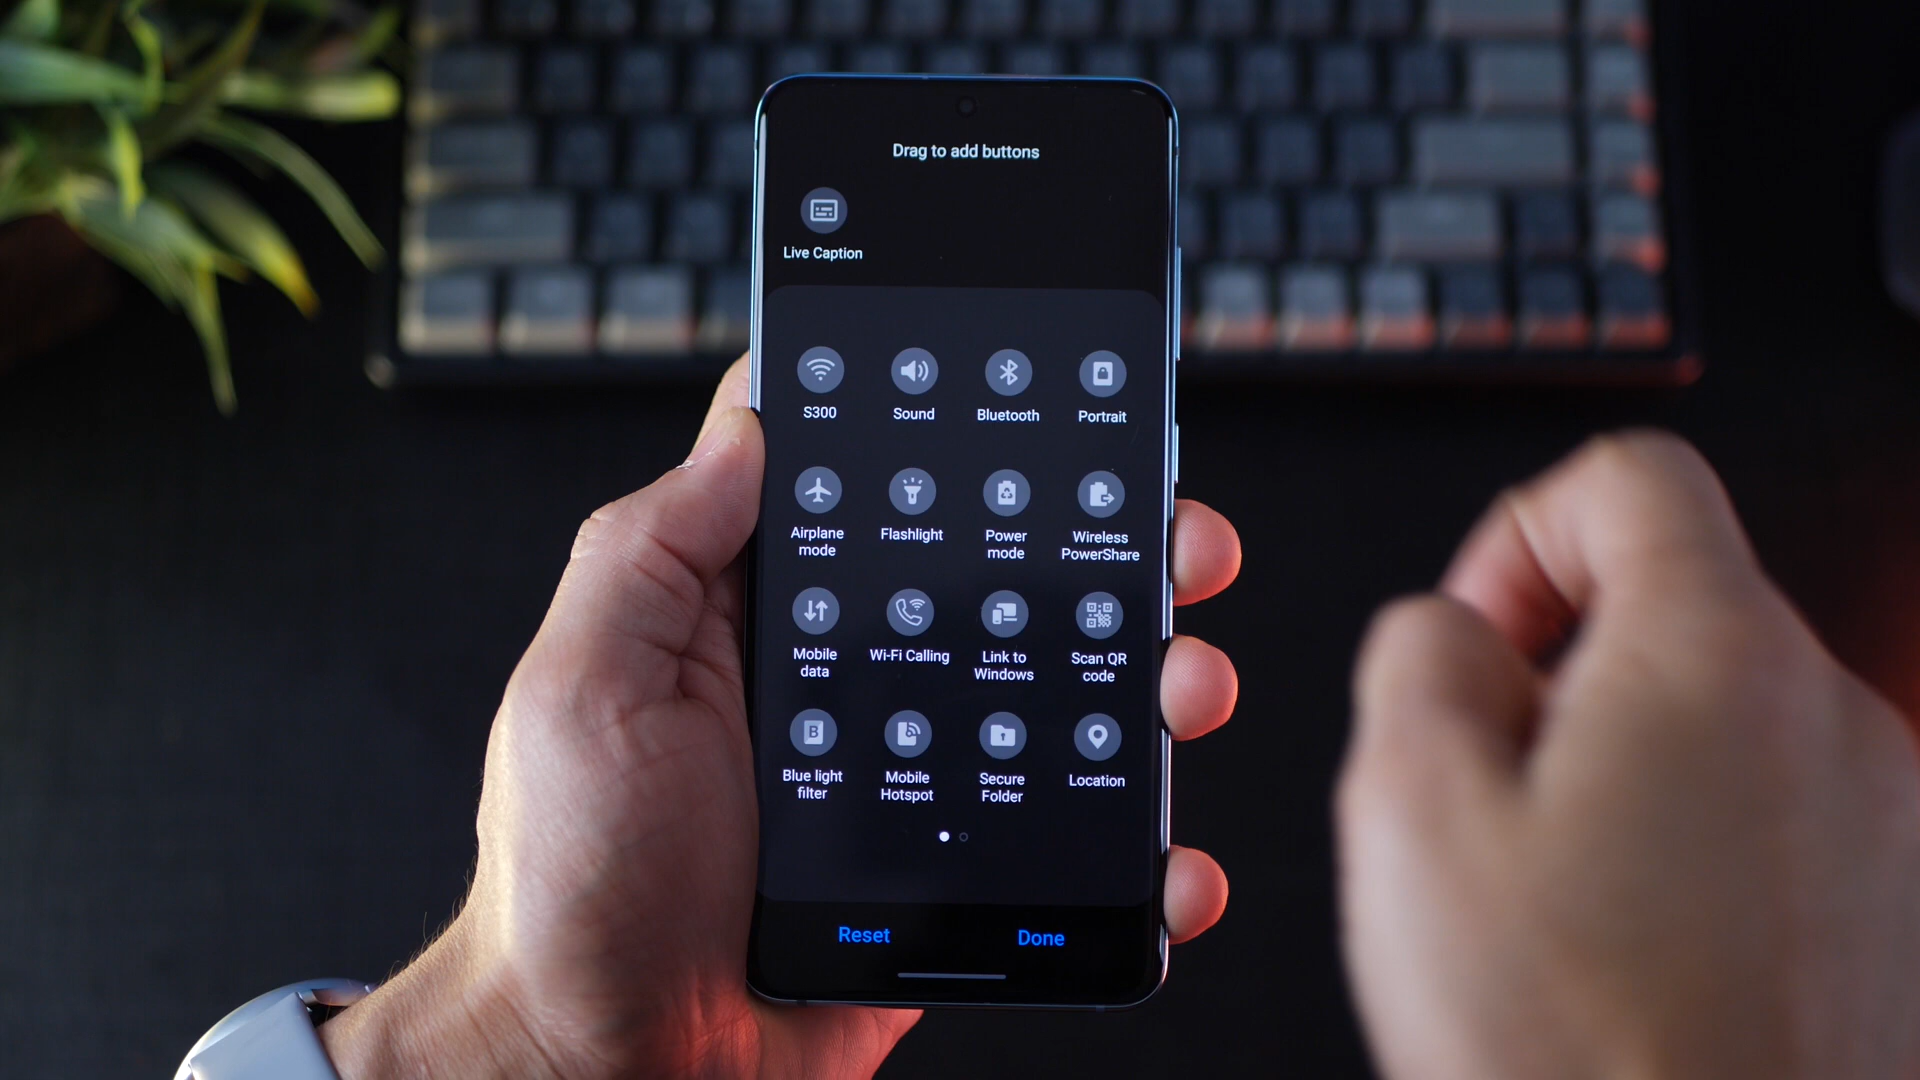 Drag to add buttons
Live Caption
S300
Sound
Bluetooth
Portrait
Airplane
mode
Flashlight
Power
mode
Wireless
PowerShare
Mobile
data
Wi-Fi Calling
Link to
Windows
Scan QR
code
B
Blue light
filter
Mobile
Hotspot
Secure
Folder
Location
Reset
Done